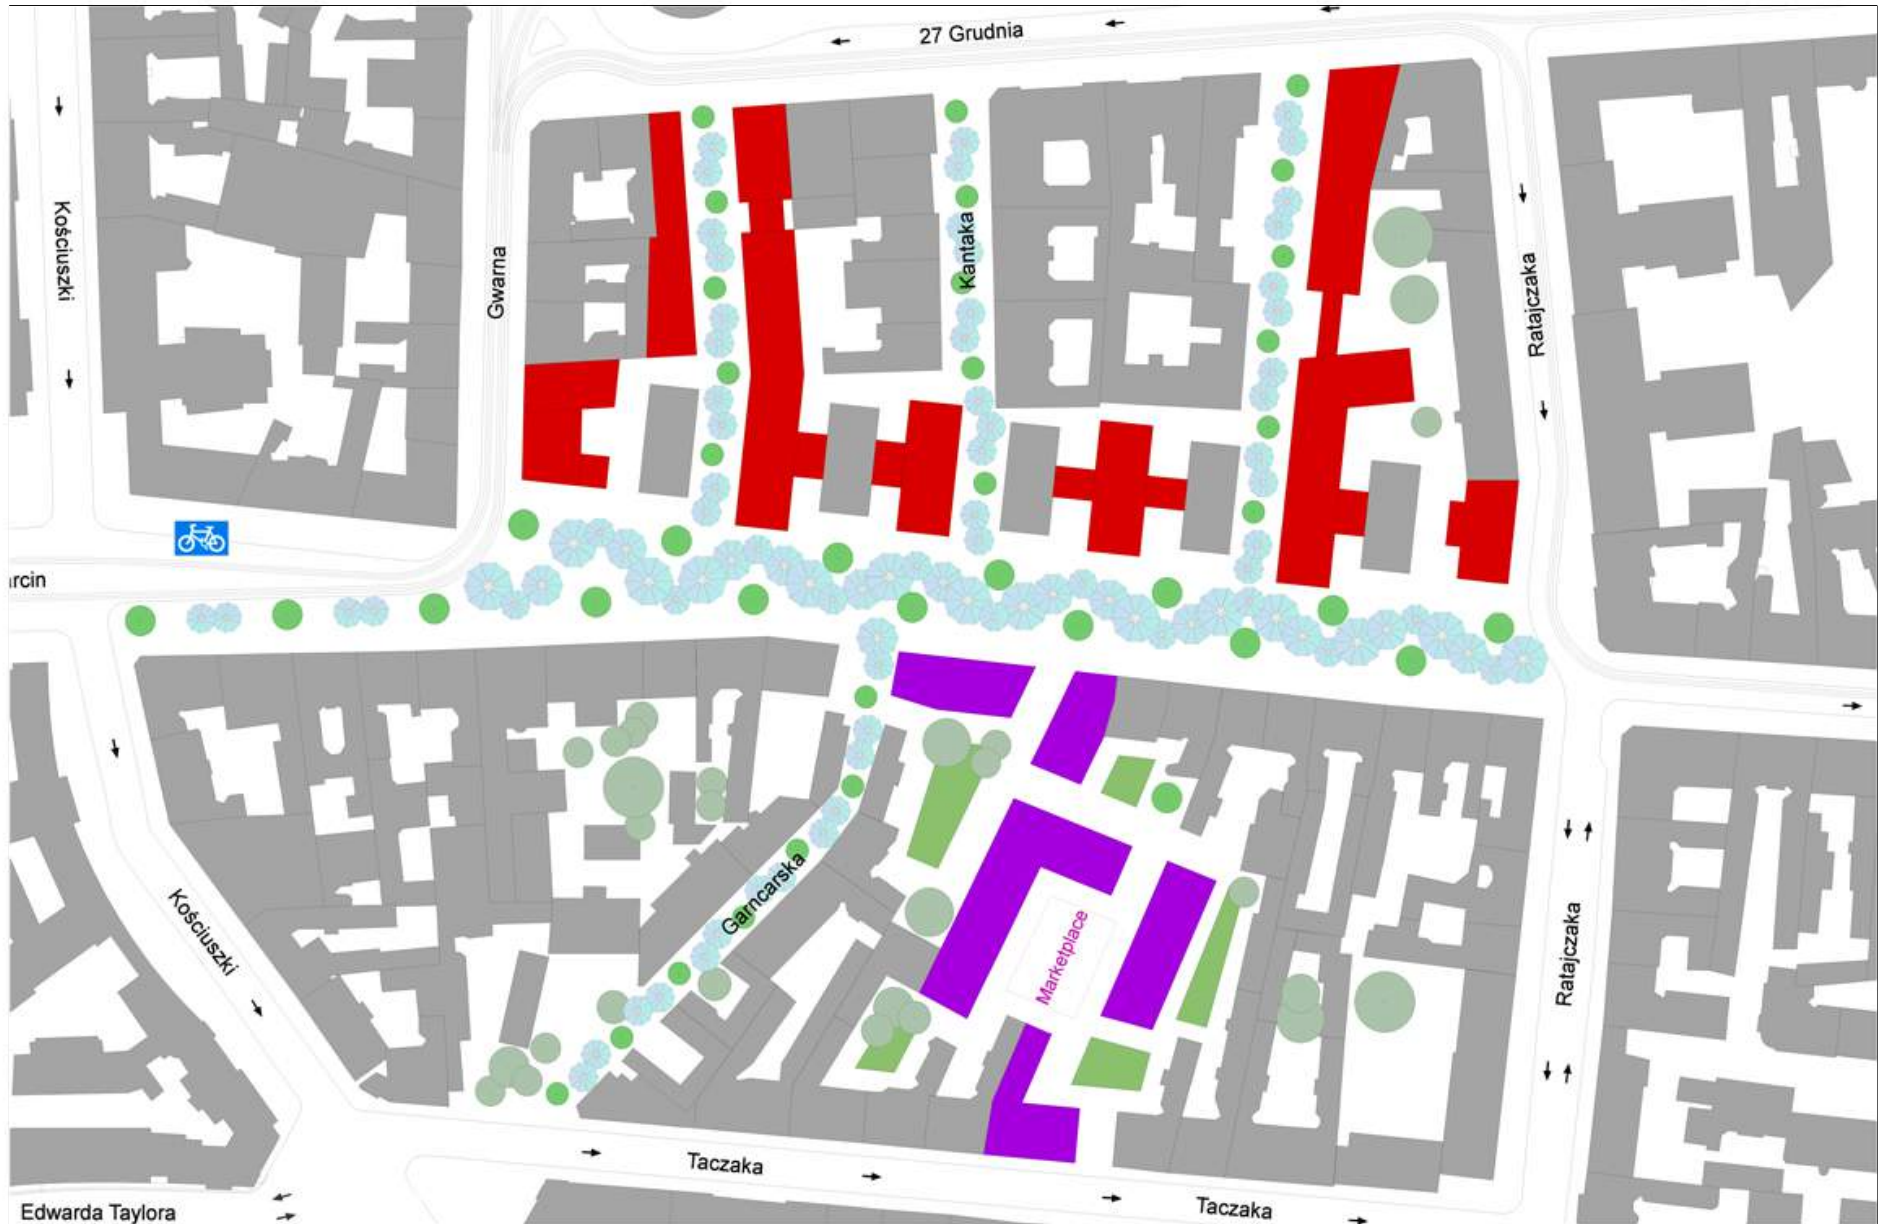 27 Grudnia
Kościuszki
Gwarna
Kantaka
Ratajczaka
rcin
Garncarska
Kościuszki
Marketplace
Ratajczaka
Taczaka
Taczaka
Edwarda Taylora